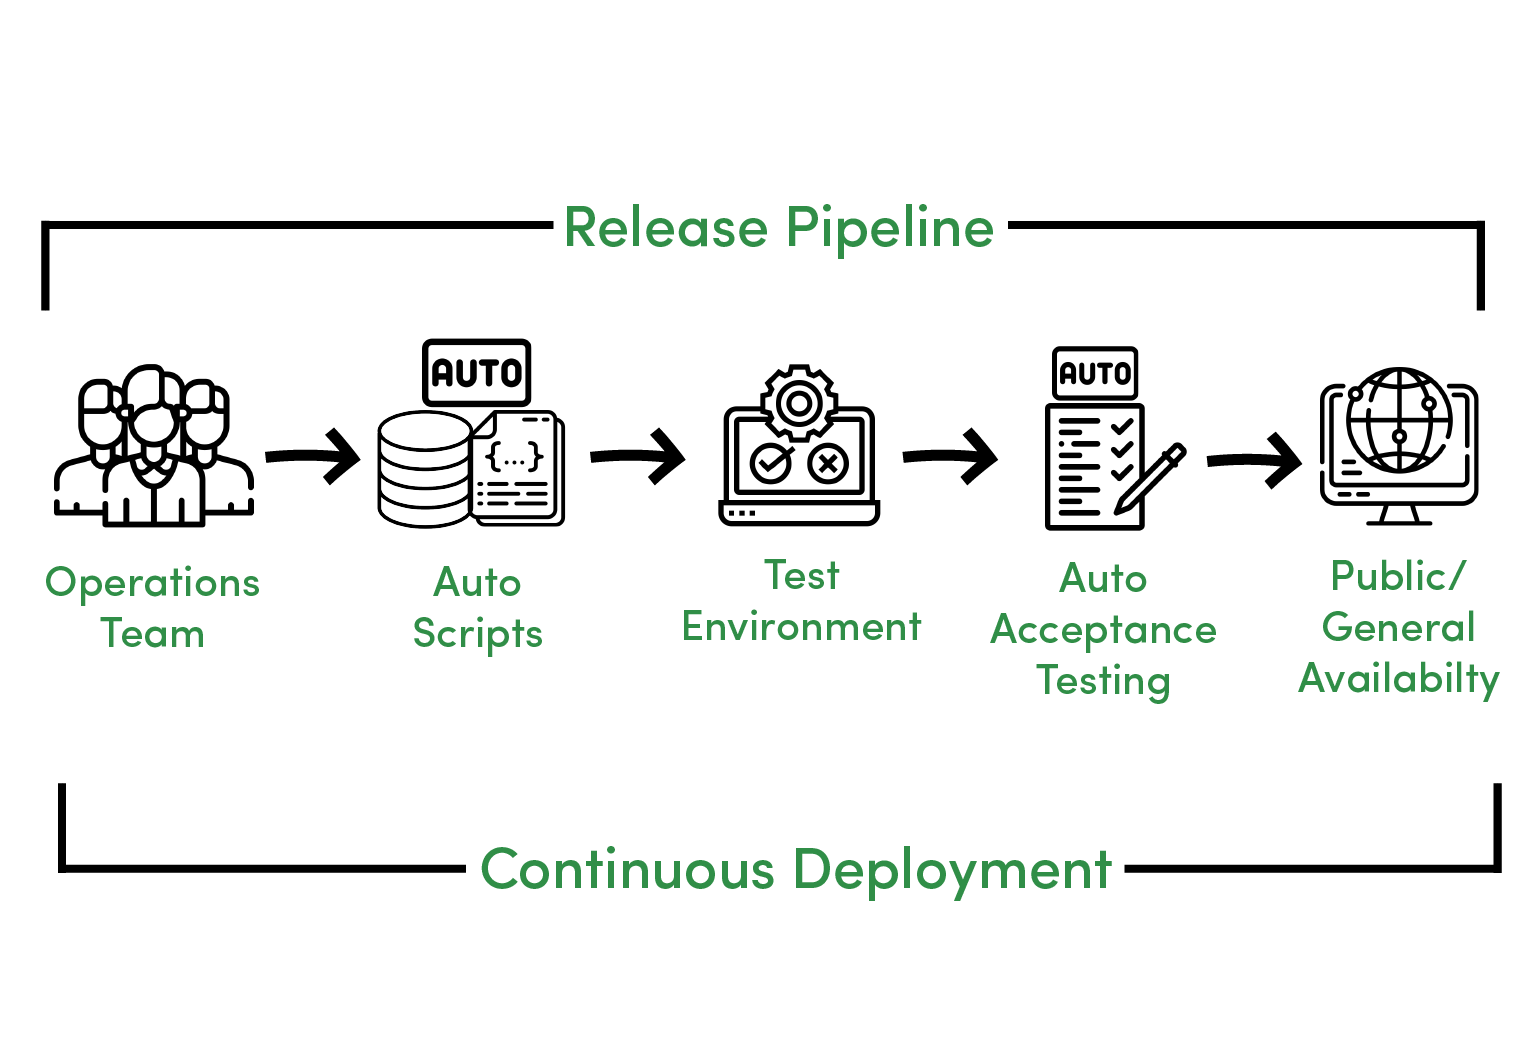 Release Pipeline
AUTO
AUTO
{...}
Operations
Team
Auto
Scripts
Test
Environment
Auto
Acceptance
Testing
Public/
General
Availabilty
Continuous Deployment